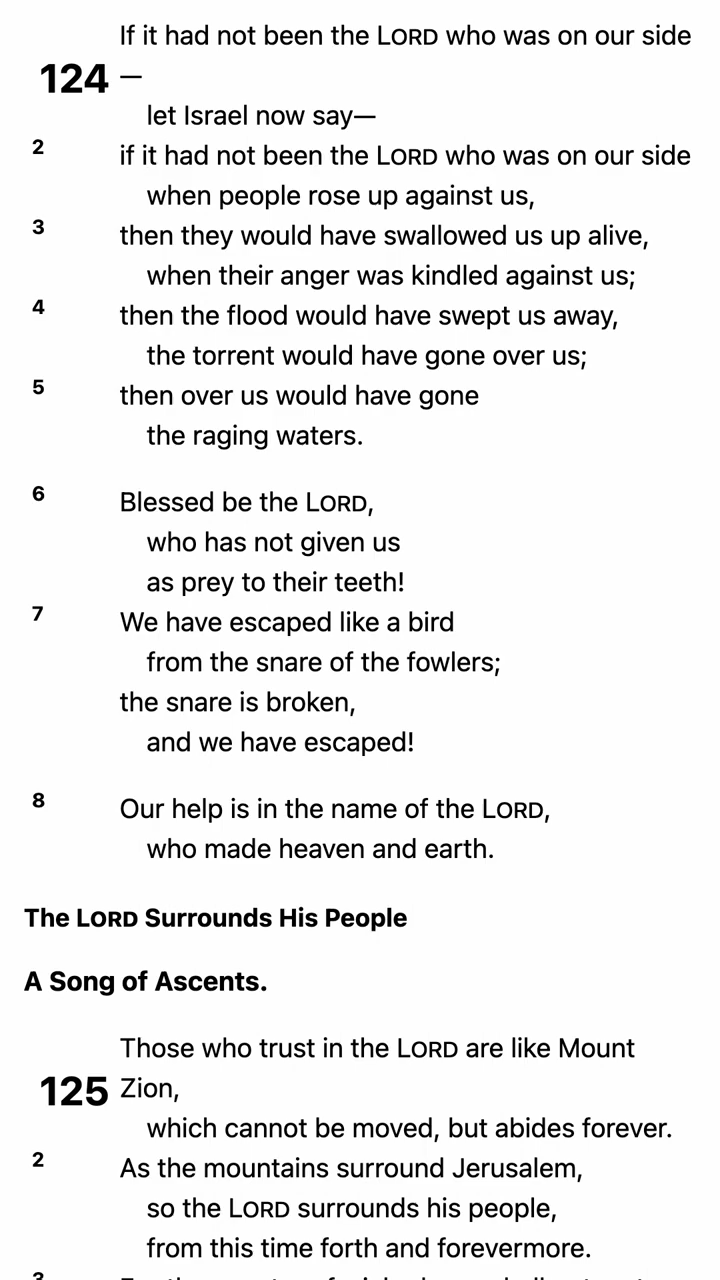 If it had not been the LORD who was on our side
124 —
let Israel now say—
2 if it had not been the LORD who was on our side
when people rose up against us,
3 then they would have swallowed us up alive,
when their anger was kindled against us;
4 then the flood would have swept us away,
the torrent would have gone over us;
5 then over us would have gone
the raging waters.
6 Blessed be the LORD,
who has not given us
as prey to their teeth!
7 We have escaped like a bird
from the snare of the fowlers;
the snare is broken,
and we have escaped!
8 Our help is in the name of the LORD,
who made heaven and earth.
The LORD Surrounds His People
A Song of Ascents.
Those who trust in the LORD are like Mount
125 Zion,
which cannot be moved, but abides forever.
2 As the mountains surround Jerusalem,
so the LORD surrounds his people,
from this time forth and forevermore.
3